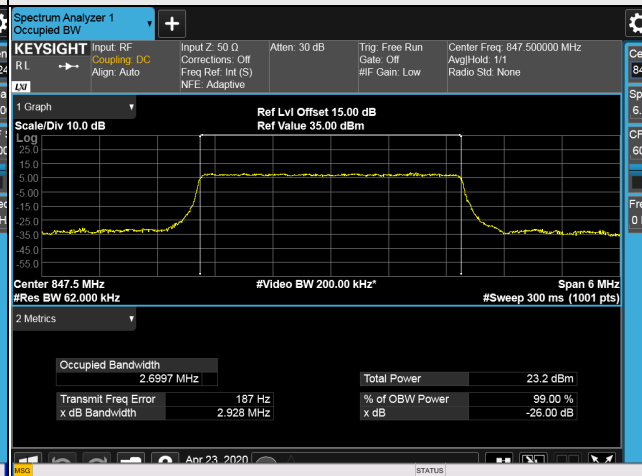 Spectrum Analyzer 1
Occupied BW
KEYSIGHT
R L
LXI
Input: RF
Coupling: DC
Align: Auto
Input Z: 50 Ω
Corrections: Off
Freq Ref: Int (S)
NFE: Adaptive
Atten: 30 dB
Trig: Free Run
Gate: Off
#IF Gain: Low
Center Freq: 847.500000 MHz
Avg|Hold: 1/1
Radio Std: None
1 Graph
Scale/Div 10.0 dB
Ref Lvl Offset 15.00 dB
Ref Value 35.00 dBm
Log
25.0
15.0
5.00
-5.00
-15.0
-25.0
-35.0
-45.0
-55.0
Center 847.5 MHz
#Res BW 62.000 kHz
#Video BW 200.00 kHz*
Span 6 MHz
#Sweep 300 ms (1001 pts)
2 Metrics
Occupied Bandwidth
2.6997 MHz
Total Power 23.2 dBm
Transmit Freq Error 187 Hz
% of OBW Power 99.00 %
x dB Bandwidth 2.928 MHz
x dB -26.00 dB
Apr 23, 2020
MSG
STATUS